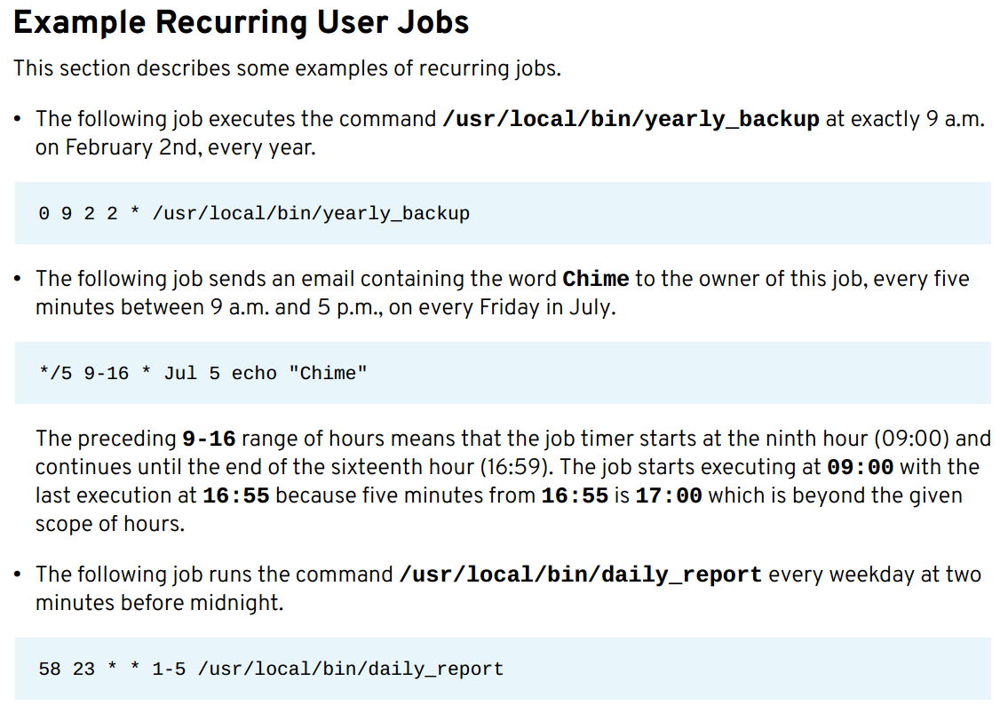 Example Recurring User Jobs
This section describes some examples of recurring jobs.
• The following job executes the command /usr/local/bin/yearly_backup at exactly 9 a.m.
on February 2nd, every year.
0 9 2 2 * /usr/local/bin/yearly_backup
• The following job sends an email containing the word Chime to the owner of this job, every five
minutes between 9 a.m. and 5 p.m., on every Friday in July.
*/5 9-16 * Jul 5 echo "Chime"
The preceding 9-16 range of hours means that the job timer starts at the ninth hour (09:00) and
continues until the end of the sixteenth hour (16:59). The job starts executing at 09:00 with the
last execution at 16:55 because five minutes from 16:55 is 17:00 which is beyond the given
scope of hours.
• The following job runs the command /usr/local/bin/daily_report every weekday at two
minutes before midnight.
58 23 * * 1-5 /usr/local/bin/daily_report